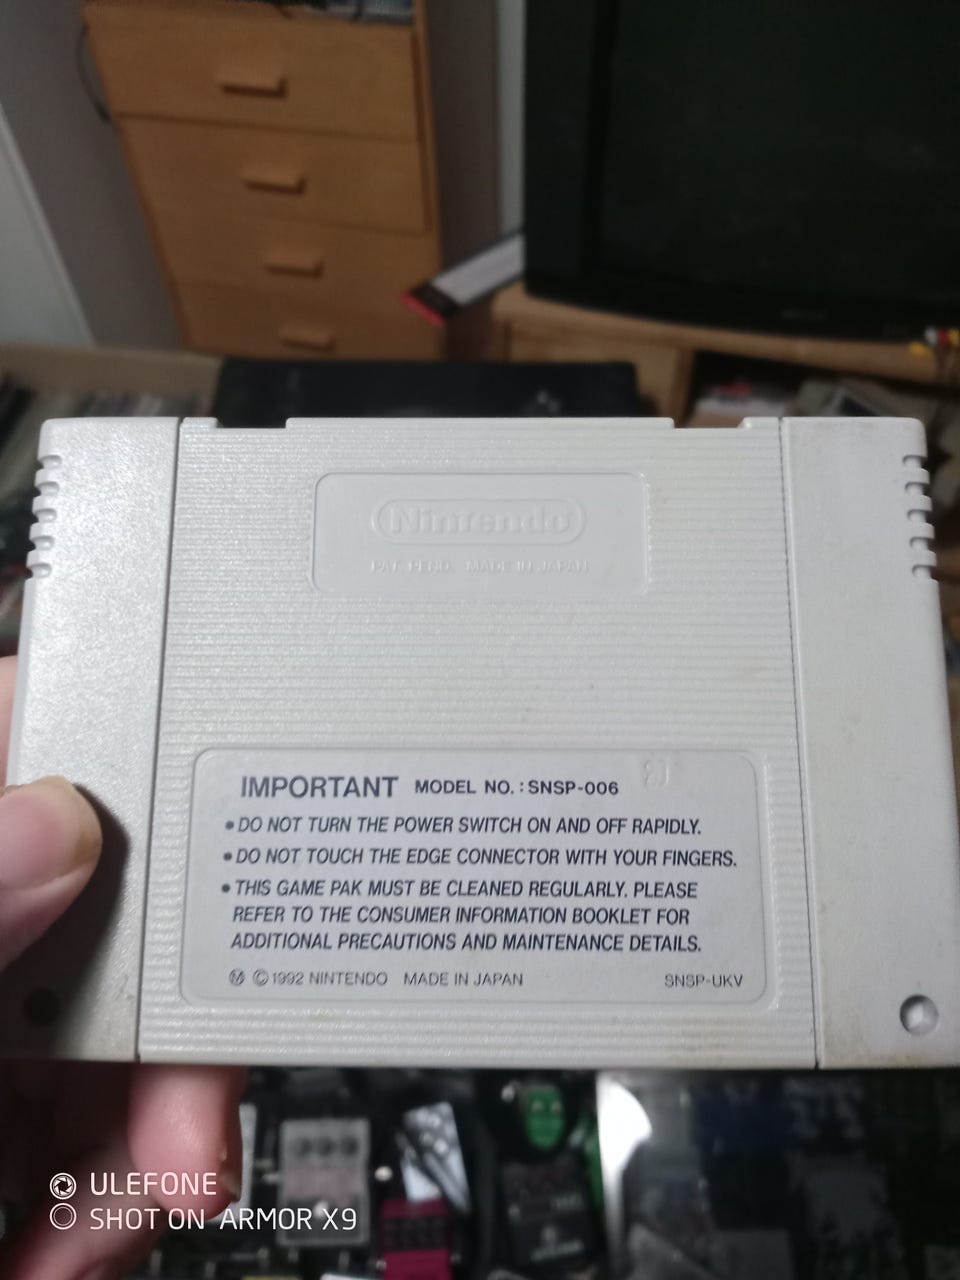 Nintendo
PAT. PEND. MADE IN JAPAN
IMPORTANT MODEL NO.: SNSP-006
• DO NOT TURN THE POWER SWITCH ON AND OFF RAPIDLY.
• DO NOT TOUCH THE EDGE CONNECTOR WITH YOUR FINGERS.
• THIS GAME PAK MUST BE CLEANED REGULARLY. PLEASE
REFER TO THE CONSUMER INFORMATION BOOKLET FOR
ADDITIONAL PRECAUTIONS AND MAINTENANCE DETAILS.
Ⓜ © 1992 NINTENDO MADE IN JAPAN SNSP-UKV
ULEFONE
SHOT ON ARMOR X9